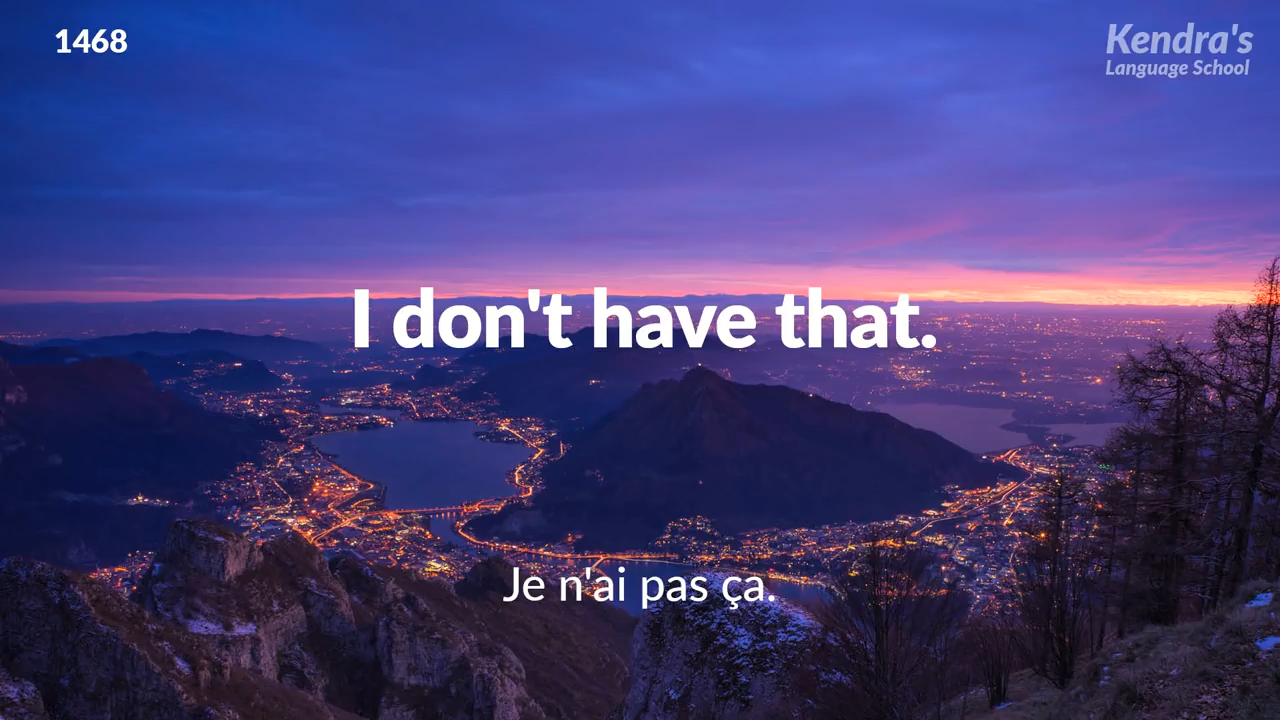 1468
Kendra's
Language School
I don't have that.
Je n'ai pas ça.